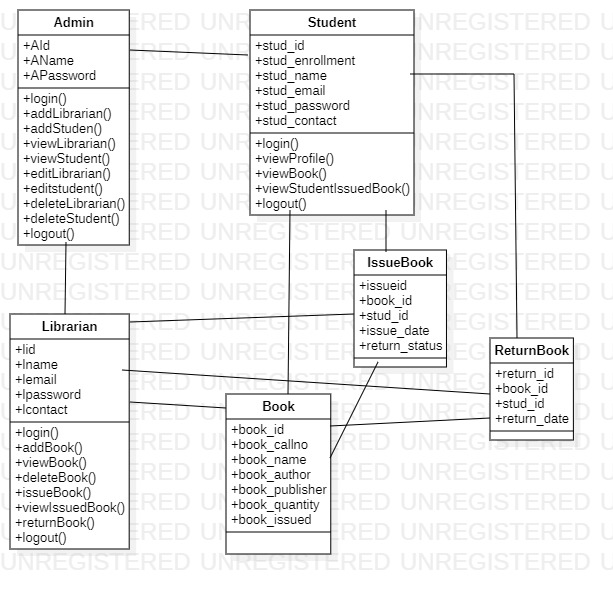 Admin
+AId
+AName
+APassword
+login()
+addLibrarian()
+addStuden()
+viewLibrarian()
+viewStudent()
+editLibrarian()
+editstudent()
+deleteLibrarian()
+deleteStudent()
+logout()
Student
+stud_id
+stud_enrollment
+stud_name
+stud_email
+stud_password
+stud_contact
+login()
+viewProfile()
+viewBook()
+viewStudentIssuedBook()
+logout()
IssueBook
+issueid
+book_id
+stud_id
+issue_date
+return_status
ReturnBook
+return_id
+book_id
+stud_id
+return_date
Librarian
+lid
+lname
+lemail
+lpassword
+lcontact
+login()
+addBook()
+viewBook()
+deleteBook()
+issueBook()
+viewIssuedBook()
+returnBook()
+logout()
Book
+book_id
+book_callno
+book_name
+book_author
+book_publisher
+book_quantity
+book_issued
UNREGISTERED